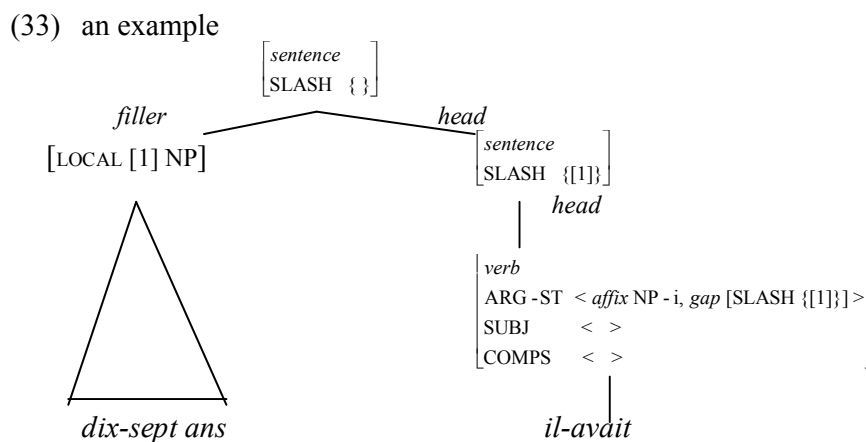 (33) an example
sentence
SLASH { }
filler
head
[LOCAL [1] NP]
sentence
SLASH {[1]}
head
verb
ARG-ST < affix NP - i, gap [SLASH {[1]}] >
SUBJ < >
COMPS < >
dix-sept ans
il-avait